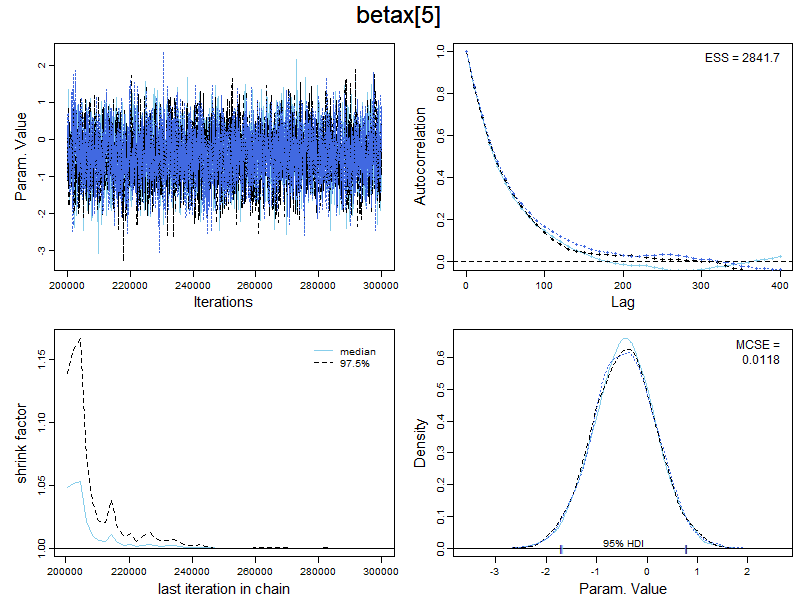 betax[5]
Param. Value
2
1
0
-1
-2
-3
200000 220000 240000 260000 280000 300000
Iterations
Autocorrelation
1.0
0.8
0.6
0.4
0.2
0.0
ESS = 2841.7
0 100 200 300 400
Lag
shrink factor
1.15
1.10
1.05
1.00
median
97.5%
200000 220000 240000 260000 280000 300000
last iteration in chain
Density
0.6
0.5
0.4
0.3
0.2
0.1
0.0
MCSE =
0.0118
95% HDI
-3 -2 -1 0 1 2
Param. Value